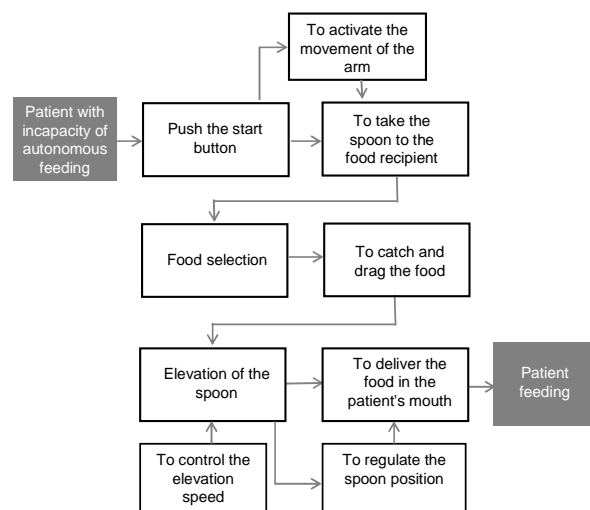 To activate the
movement of the
arm
Patient with
incapacity of
autonomous
feeding
Push the start
button
To take the
spoon to the
food recipient
Food selection
To catch and
drag the food
Elevation of the
spoon
To deliver the
food in the
patient's mouth
Patient
feeding
To control the
elevation
speed
To regulate the
spoon position